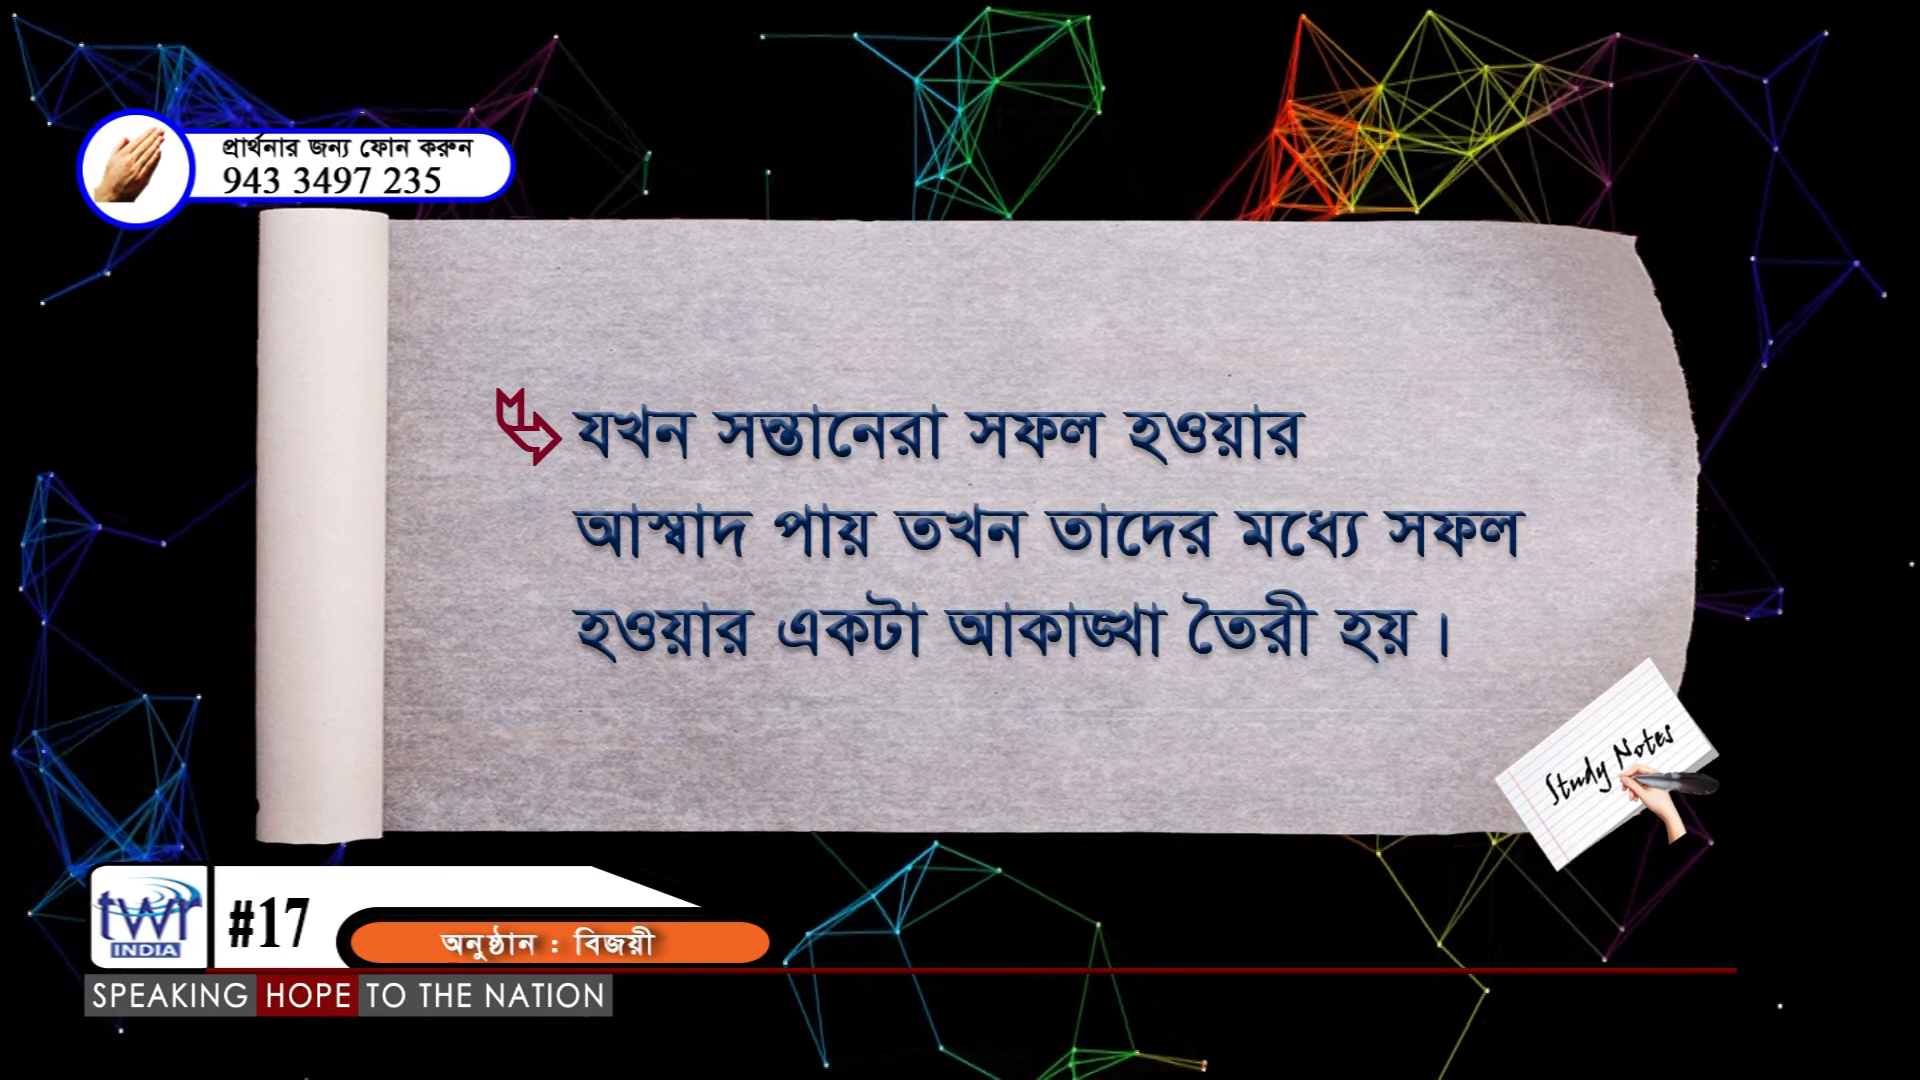 প্রার্থনার জন্য ফোন করুন
943 3497 235
যখন সন্তানেরা সফল হওয়ার
আস্বাদ পায় তখন তাদের মধ্যে সফল
হওয়ার একটা আকাঙ্খা তৈরী হয়।
Study Notes
twr
INDIA
#17
অনুষ্ঠান : বিজয়ী
SPEAKING HOPE TO THE NATION